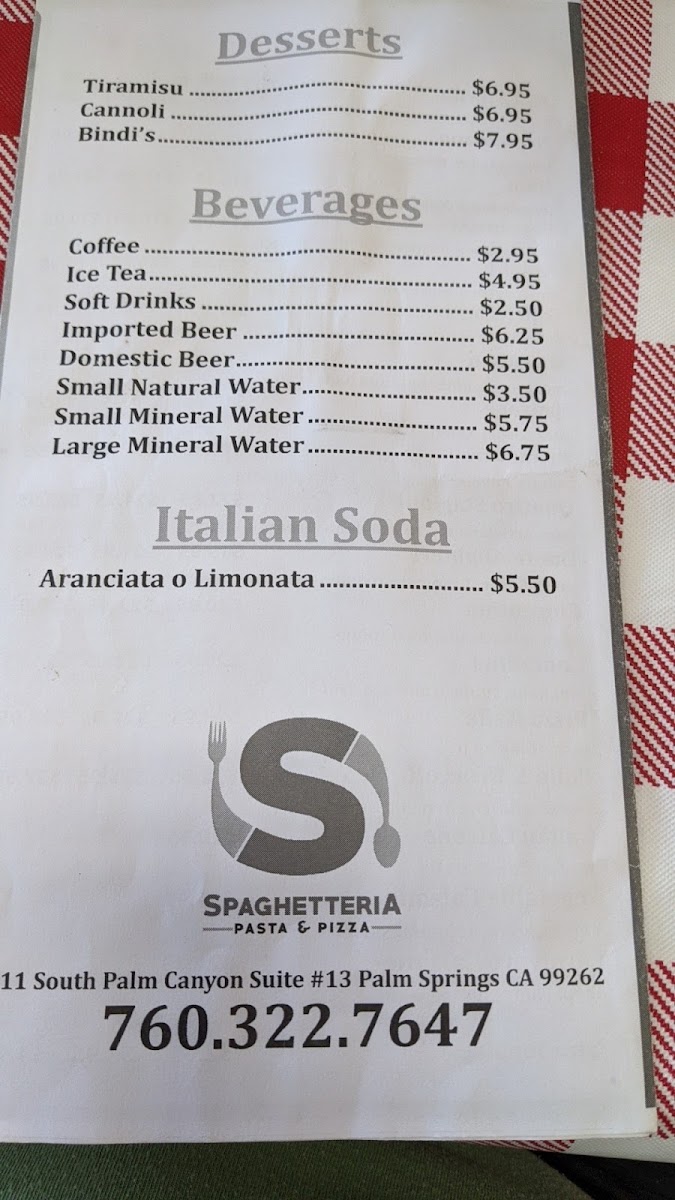 Desserts
Tiramisu ........................................................ $6.95
Cannoli ............................................................ $6.95
Bindi's.............................................................. $7.95
Beverages
Coffee ............................................................ $2.95
Ice Tea............................................................ $4.95
Soft Drinks .................................................. $2.50
Imported Beer .......................................... $6.25
Domestic Beer........................................... $5.50
Small Natural Water............................... $3.50
Small Mineral Water .............................. $5.75
Large Mineral Water .............................. $6.75
Italian Soda
Aranciata o Limonata ........................... $5.50
SPAGHETTERIA
PASTA & PIZZA
11 South Palm Canyon Suite #13 Palm Springs CA 99262
760.322.7647